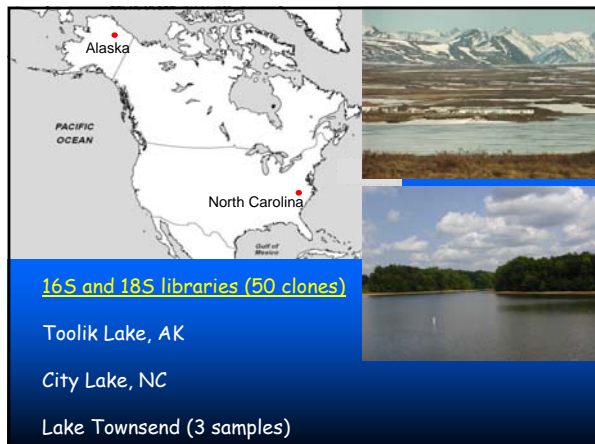 Alaska
PACIFIC
OCEAN
North Carolina
Gulf of
Mexico
16S and 18S libraries (50 clones)
Toolik Lake, AK
City Lake, NC
Lake Townsend (3 samples)